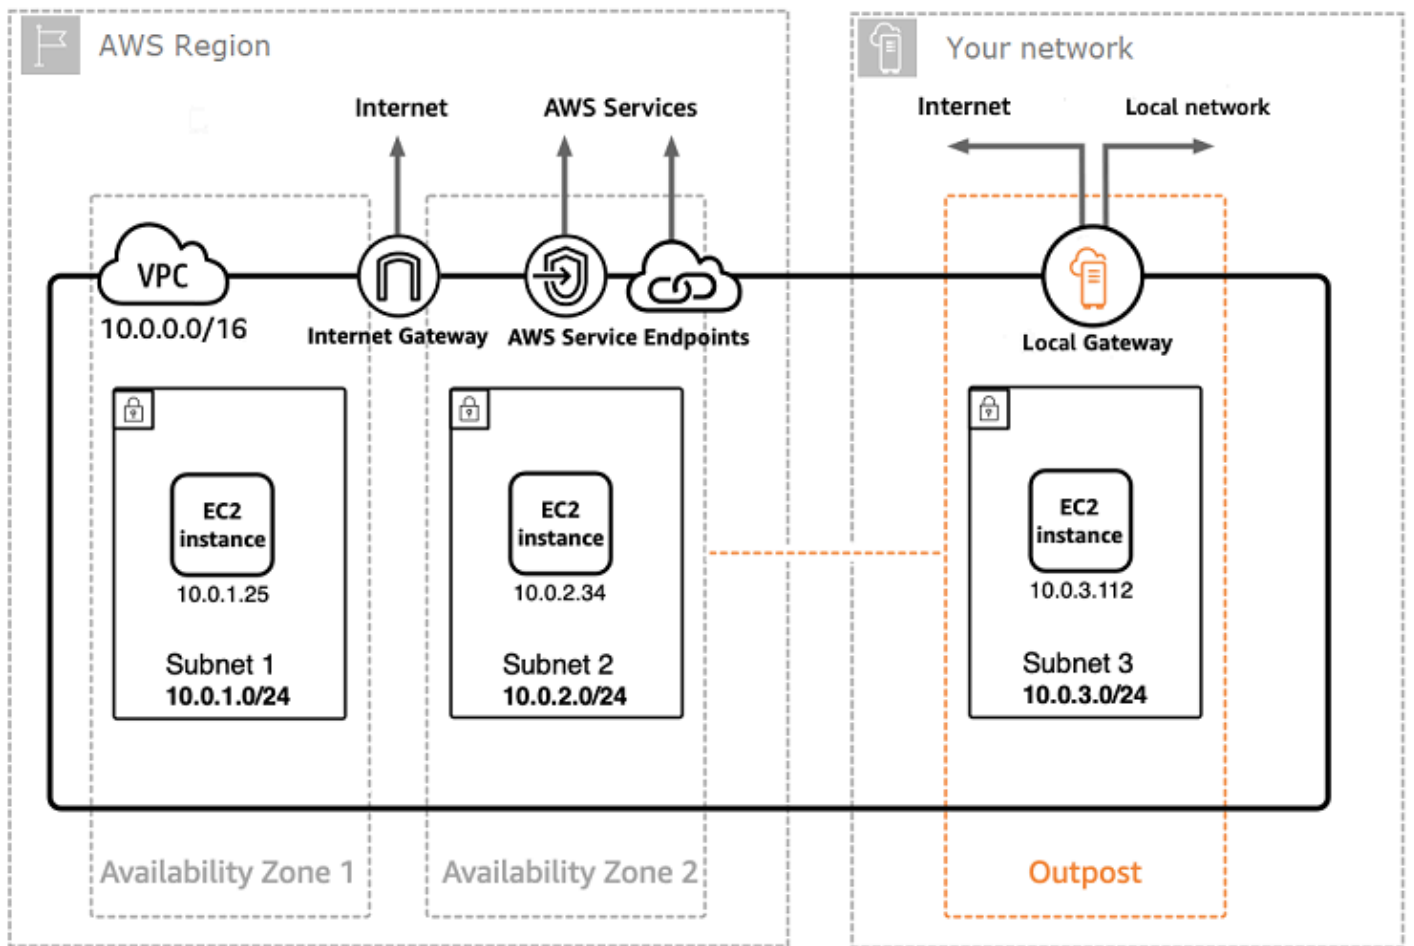 AWS Region
Your network
Internet
AWS Services
Internet
Local network
VPC
10.0.0.0/16
Internet Gateway
AWS Service Endpoints
Local Gateway
EC2
instance
10.0.1.25
Subnet 1
10.0.1.0/24
EC2
instance
10.0.2.34
Subnet 2
10.0.2.0/24
EC2
instance
10.0.3.112
Subnet 3
10.0.3.0/24
Availability Zone 1
Availability Zone 2
Outpost